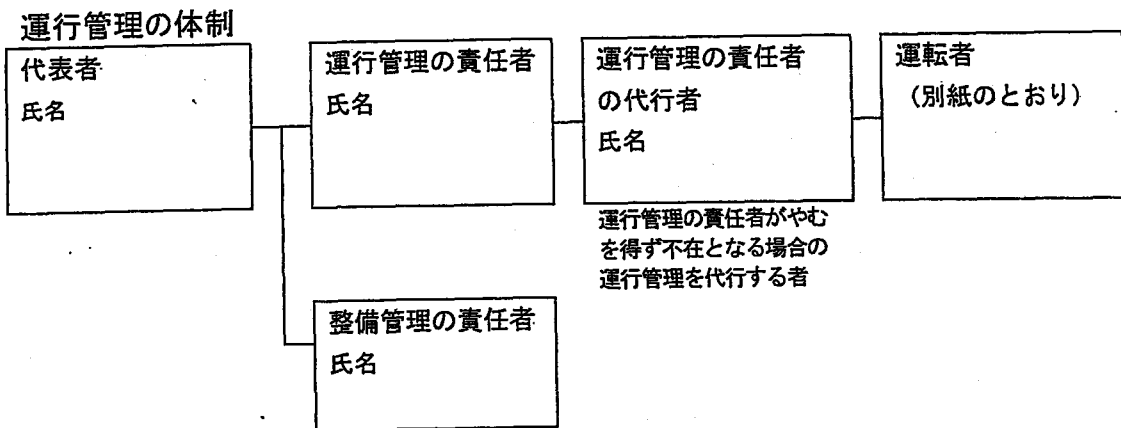 運行管理の体制
代表者
氏名
運行管理の責任者
氏名
運行管理の責任者
の代行者
氏名
運転者
（別紙のとおり）
運行管理の責任者がやむ
を得ず不在となる場合の
運行管理を代行する者
整備管理の責任者
氏名